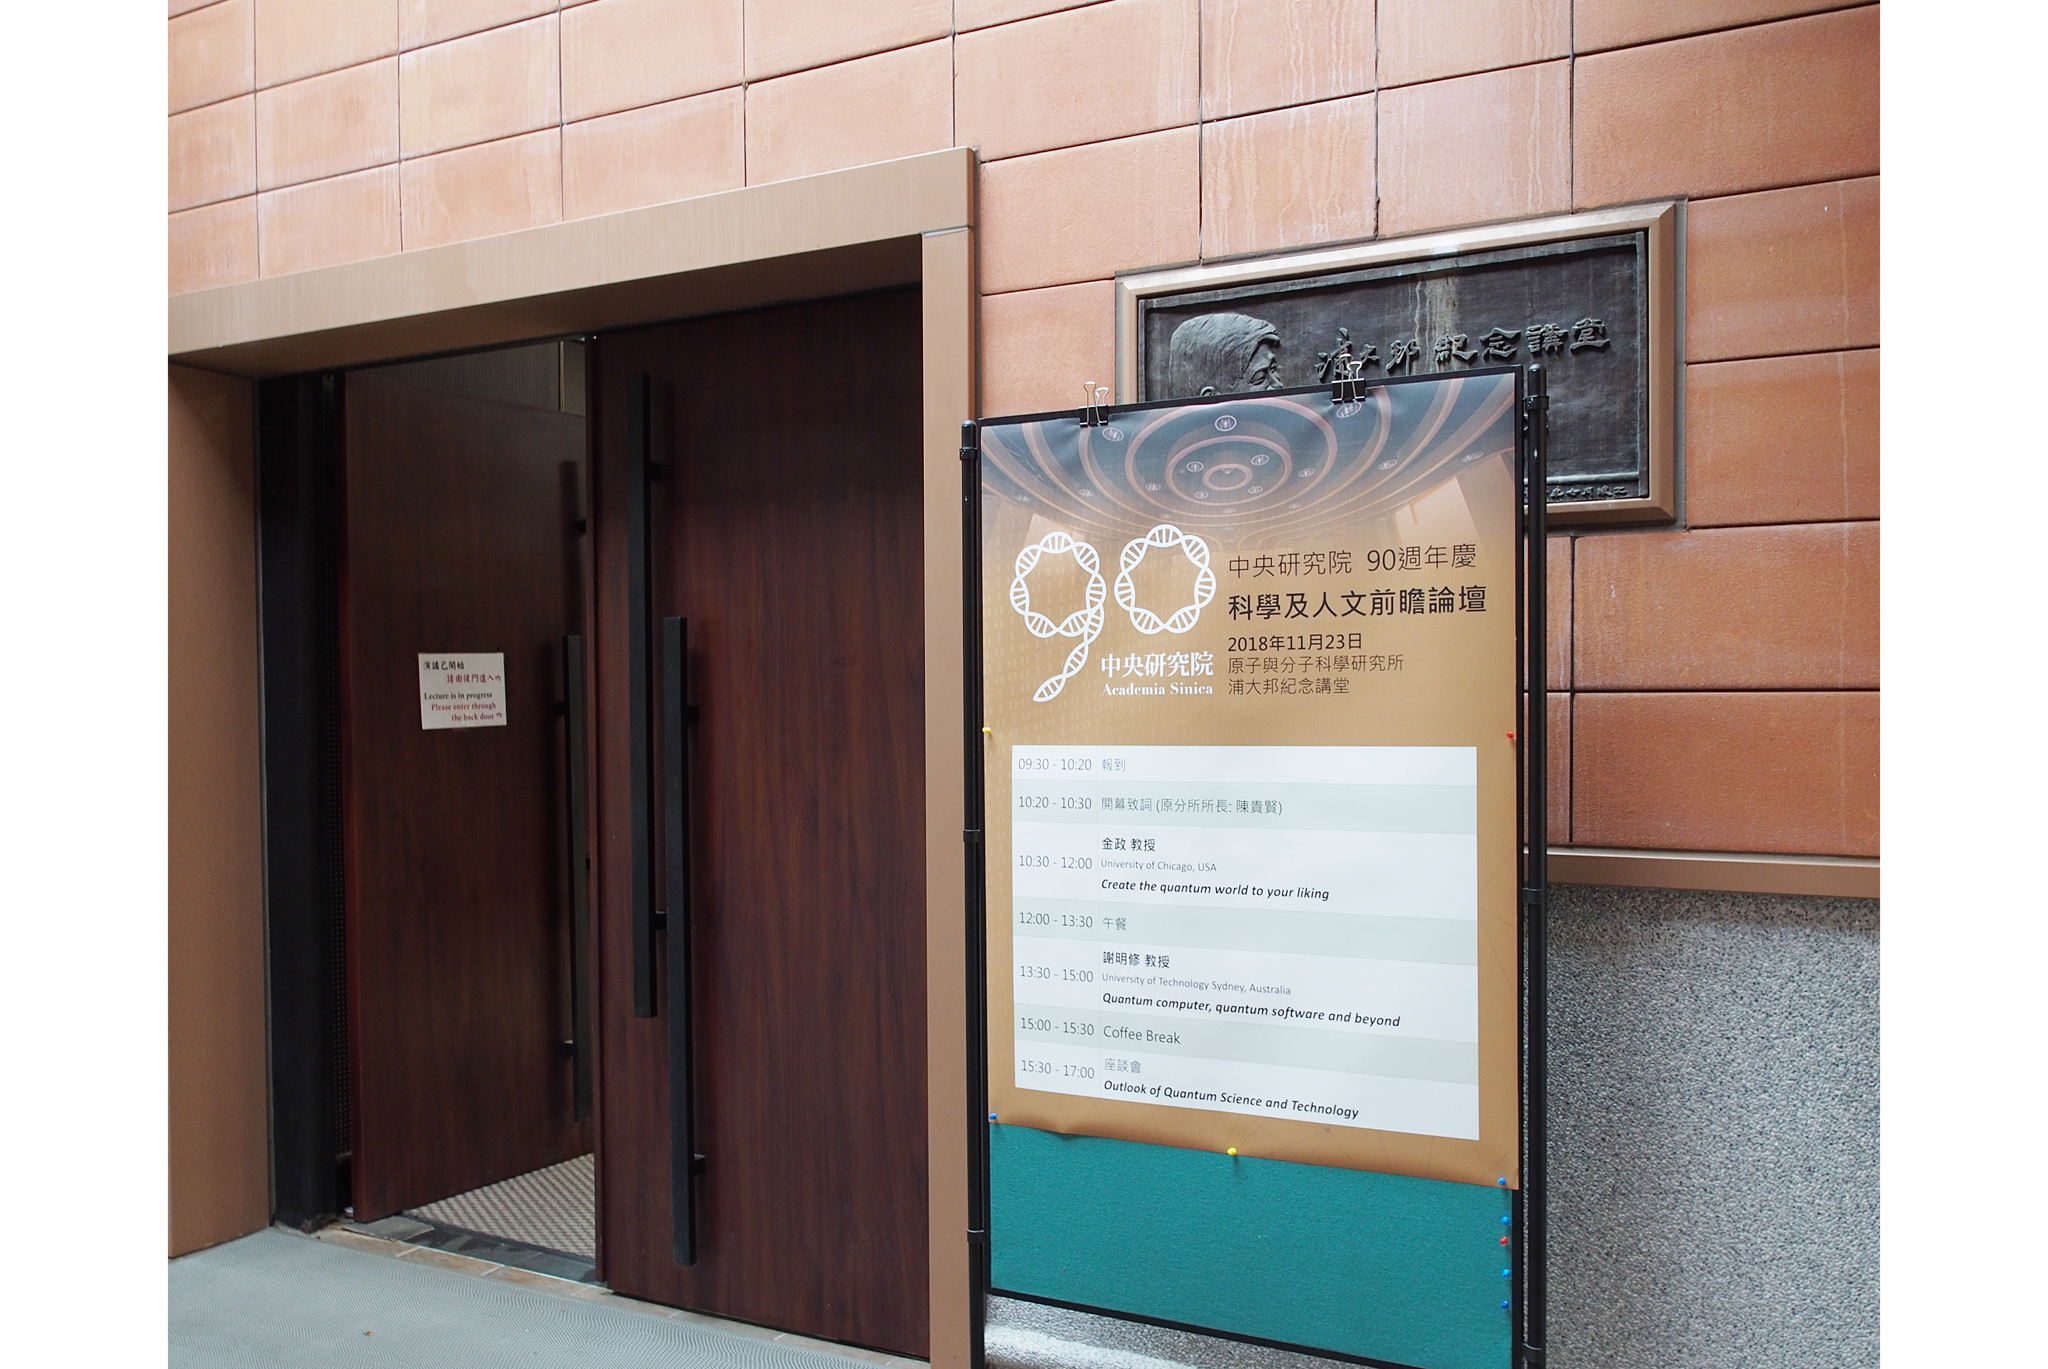 浦大邦紀念講堂
中央研究院 90週年慶
科學及人文前瞻論壇
2018年11月23日
原子與分子科學研究所
浦大邦紀念講堂
90
中央研究院
Academia Sinica
09:30 - 10:20 報到
10:20 - 10:30 開幕致詞 (原分所所長: 陳貴賢)
10:30 - 12:00 金政 教授
University of Chicago, USA
Create the quantum world to your liking
12:00 - 13:30 午餐
13:30 - 15:00 謝明修 教授
University of Technology Sydney, Australia
Quantum computer, quantum software and beyond
15:00 - 15:30 Coffee Break
15:30 - 17:00 座談會
Outlook of Quantum Science and Technology
演講已開始
請由後門進入
Lecture is in progress
Please enter through
the back door